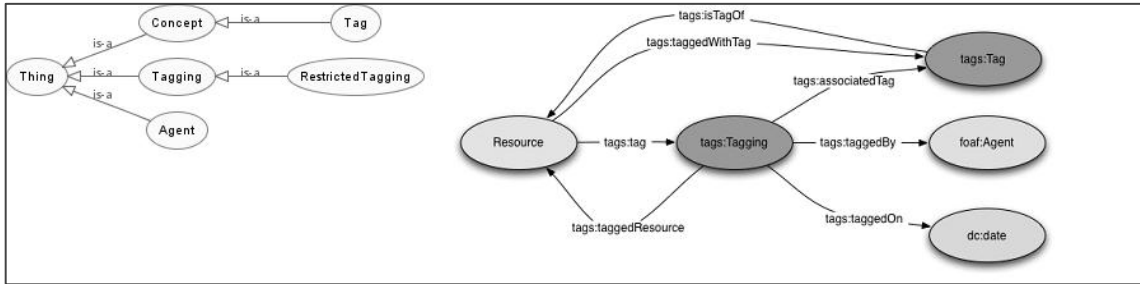 Concept
is-a
Tag
is-a
Thing
is-a
Tagging
is-a
RestrictedTagging
is-a
Agent
tags:isTagOf
tags:taggedWithTag
tags:Tag
tags:associatedTag
Resource
tags:tag
tags:Tagging
tags:taggedBy
foaf:Agent
tags:taggedResource
tags:taggedOn
dc:date